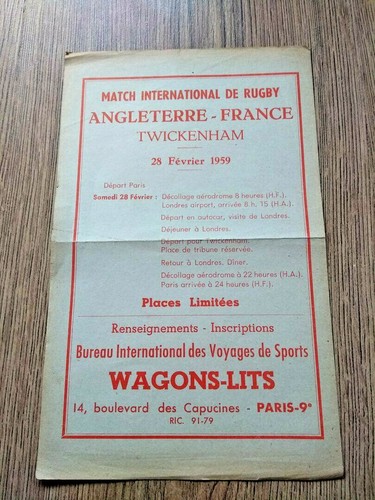 MATCH INTERNATIONAL DE RUGBY
ANGLETERRE - FRANCE
TWICKENHAM
28 Février 1959
Départ Paris
Samedi 28 Février : Décollage aérodrome 8 heures (H.F.).
Londres airport, arrivée 8 h. 15 (H.A.).
Départ en autocar, visite de Londres.
Déjeuner à Londres.
Départ pour Twickenham.
Place de tribune réservée.
Retour à Londres. Dîner.
Décollage aérodrome à 22 heures (H.A.).
Paris arrivée à 24 heures (H.F.).
Places Limitées
Renseignements - Inscriptions
Bureau International des Voyages de Sports
WAGONS-LITS
14, boulevard des Capucines - PARIS-9e
RIC. 91-79